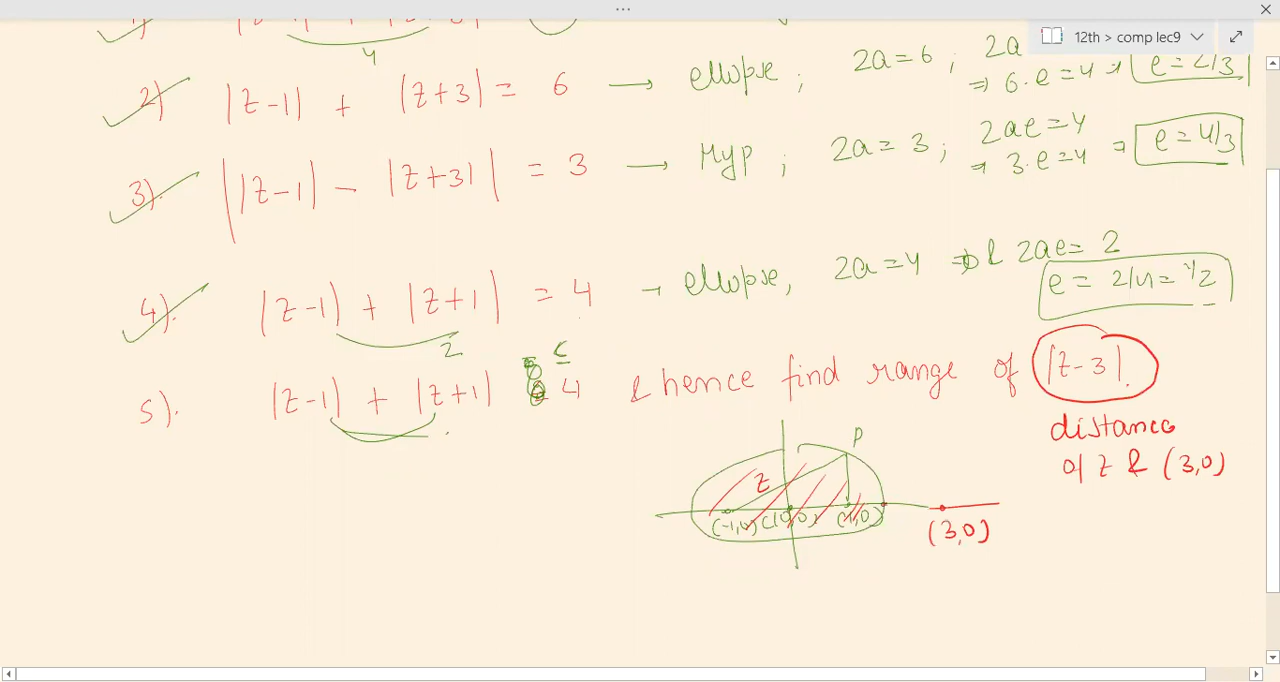 12th > comp lec9
4
2) |z-1| + |z+3| = 6 → ellipse ; 2a=6 ; 2a
⇒ 6.e=4 ⇒ e=2/3
3). ||z-1| - |z+3|| = 3 → Hyp ; 2a=3 ; 2ae=4
⇒ 3.e=4 ⇒ e=4/3
4). |z-1| + |z+1| = 4 → ellipse, 2a=4 & 2ae=2
2
e = 2/4 = 1/2
5). |z-1| + |z+1| ≤ 4 & hence find range of |z-3|.
distance
of z & (3,0)
P
z
(-1,0) (0,0) (1,0)
(3,0)